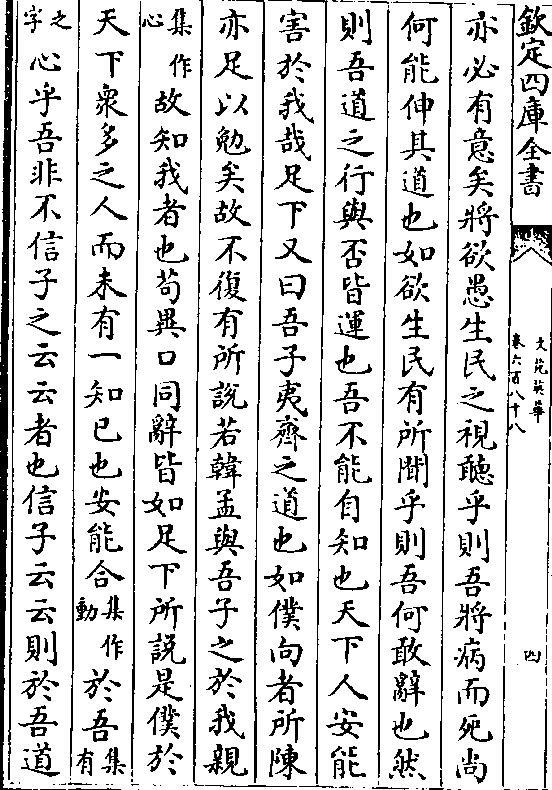 欽定四庫全書
文苑英華
卷六百八十八
四
亦必有意矣將欲愚生民之視聽乎則吾將病而死尚
何能伸其道也如欲生民有所聞乎則吾何敢辭也然
則吾道之行與否皆運也吾不能自知也天下人安能
害於我哉足下又曰吾子夷齊之道也如僕向者所陳
亦足以勉矣故不復有所說若韓孟與吾子之於我親
集作心故知我者也苟異口同辭皆如足下所說是僕於
天下衆多之人而未有一知已也安能合集作動於吾集有
之字心乎吾非不信子之云云者也信子云云則於吾道